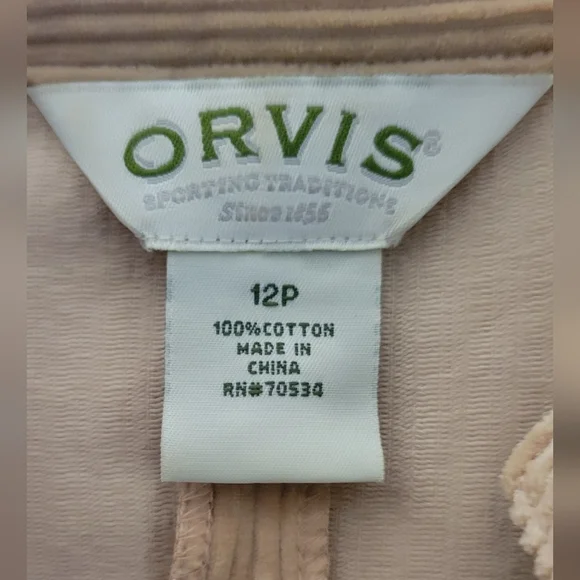 ORVIS®
SPORTING TRADITIONS
Since 1856
12P
100%COTTON
MADE IN
CHINA
RN#70534